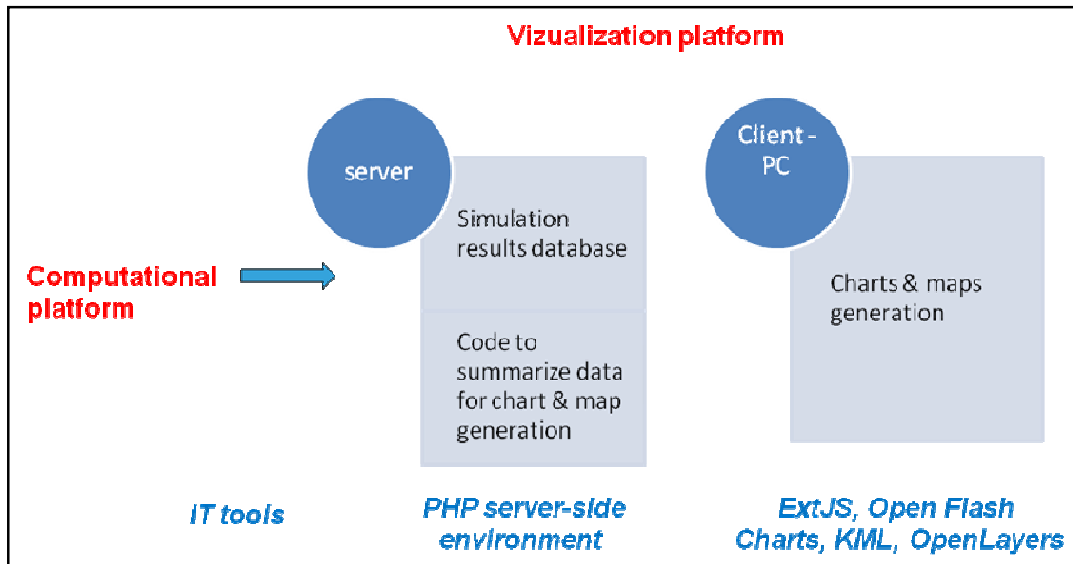 Vizualization platform
server
Simulation
results database
Code to
summarize data
for chart & map
generation
Client -
PC
Charts & maps
generation
Computational
platform
IT tools
PHP server-side
environment
ExtJS, Open Flash
Charts, KML, OpenLayers